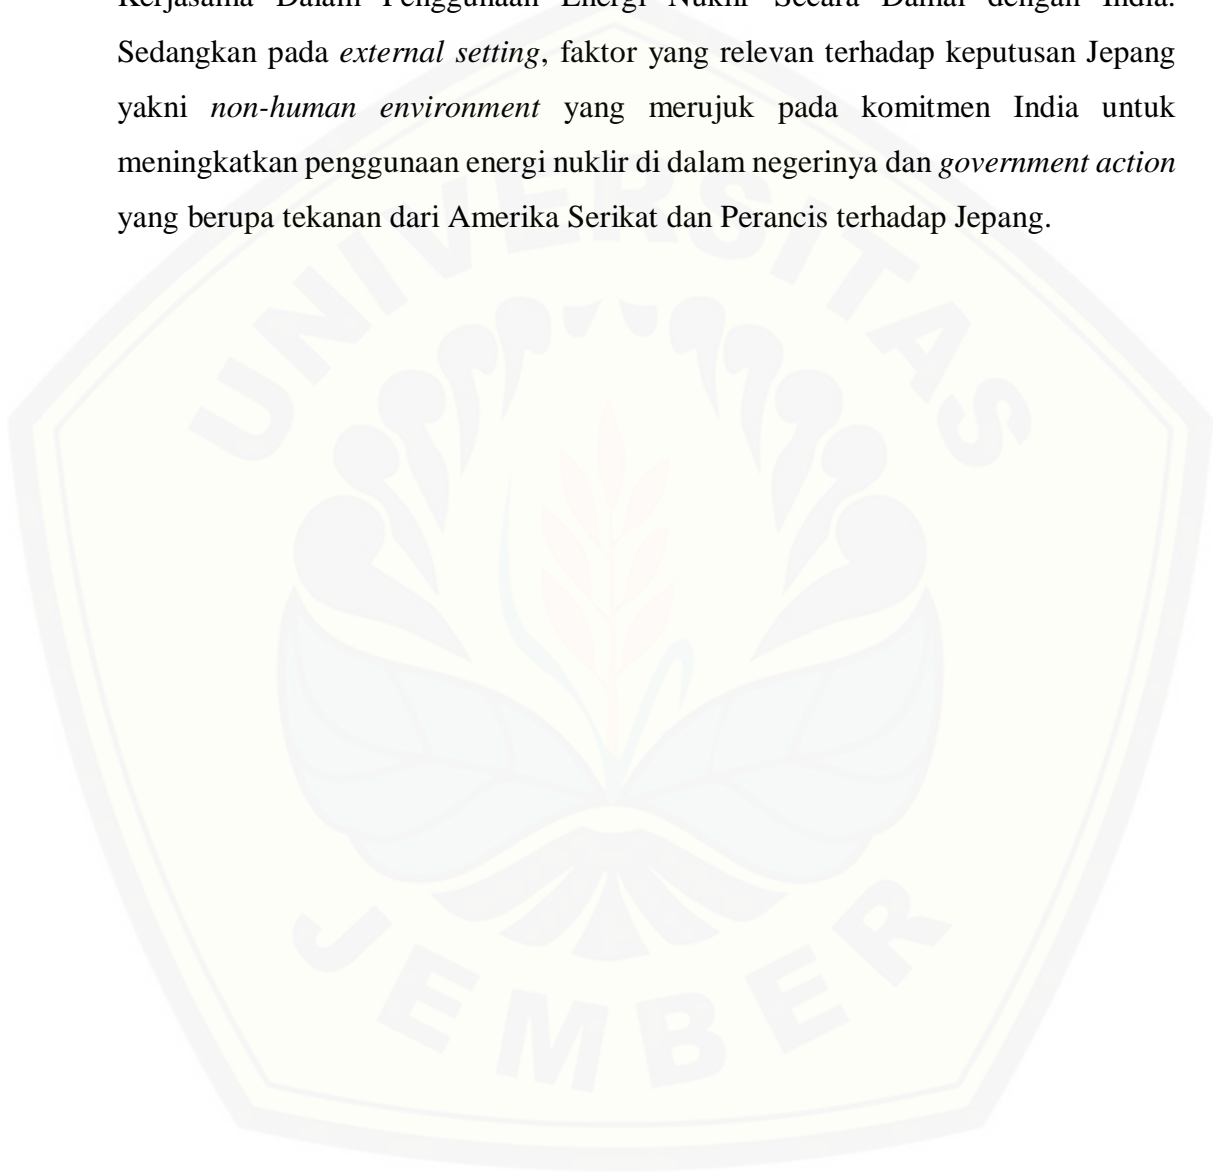 Kerjasama Dalam Penggunaan Energi Nuklir Secara Damai dengan India.
Sedangkan pada external setting, faktor yang relevan terhadap keputusan Jepang
yakni non-human environment yang merujuk pada komitmen India untuk
meningkatkan penggunaan energi nuklir di dalam negerinya dan government action
yang berupa tekanan dari Amerika Serikat dan Perancis terhadap Jepang.
UNIVERSITAS
JEMBER